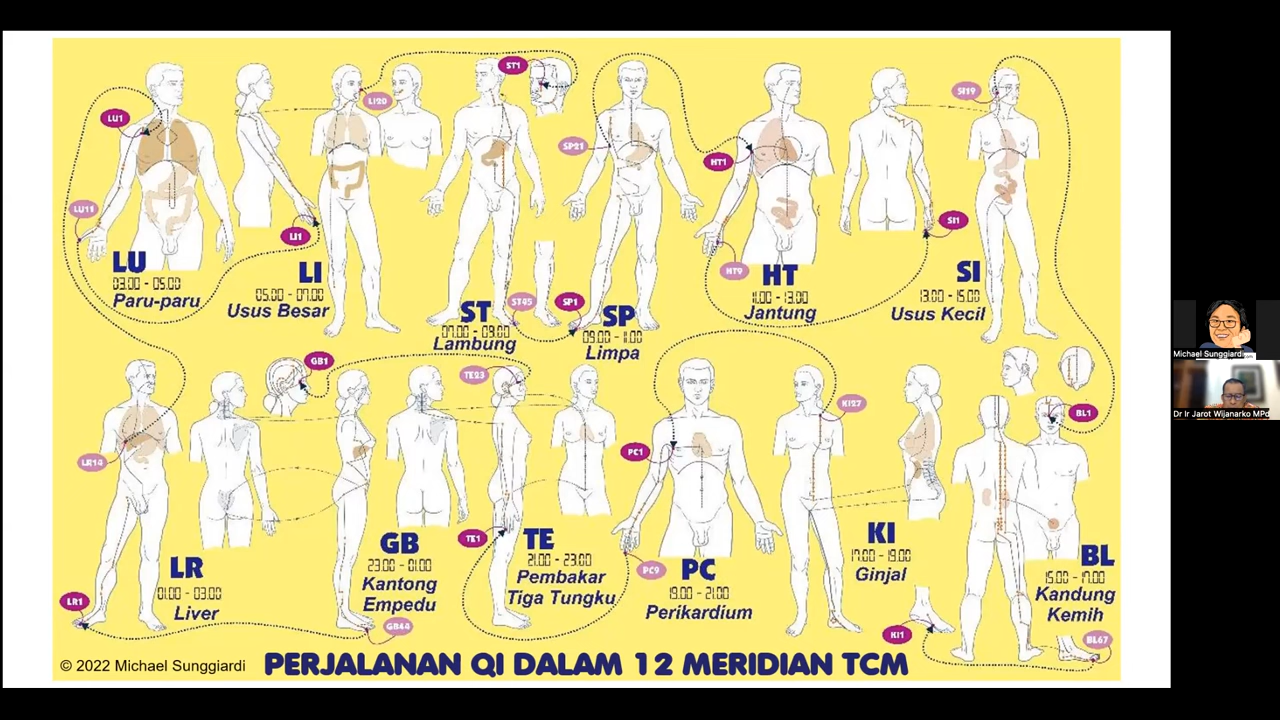 LU1
LU11
LU
03.00 - 05.00
Paru-paru
LI1
LI20
LI
05.00 - 07.00
Usus Besar
ST1
ST45
ST
07.00 - 09.00
Lambung
SP21
SP1
SP
09.00 - 11.00
Limpa
HT1
HT9
HT
11.00 - 13.00
Jantung
SI19
SI1
SI
13.00 - 15.00
Usus Kecil
LR14
LR1
LR
01.00 - 03.00
Liver
GB1
GB44
GB
23.00 - 01.00
Kantong
Empedu
TE23
TE1
TE
21.00 - 23.00
Pembakar
Tiga Tungku
PC1
PC9
PC
19.00 - 21.00
Perikardium
KI27
KI1
KI
17.00 - 19.00
Ginjal
BL1
BL67
BL
15.00 - 17.00
Kandung
Kemih
© 2022 Michael Sunggiardi
PERJALANAN QI DALAM 12 MERIDIAN TCM
Michael Sunggiardi
Dr Ir Jarot Wijanarko MPd